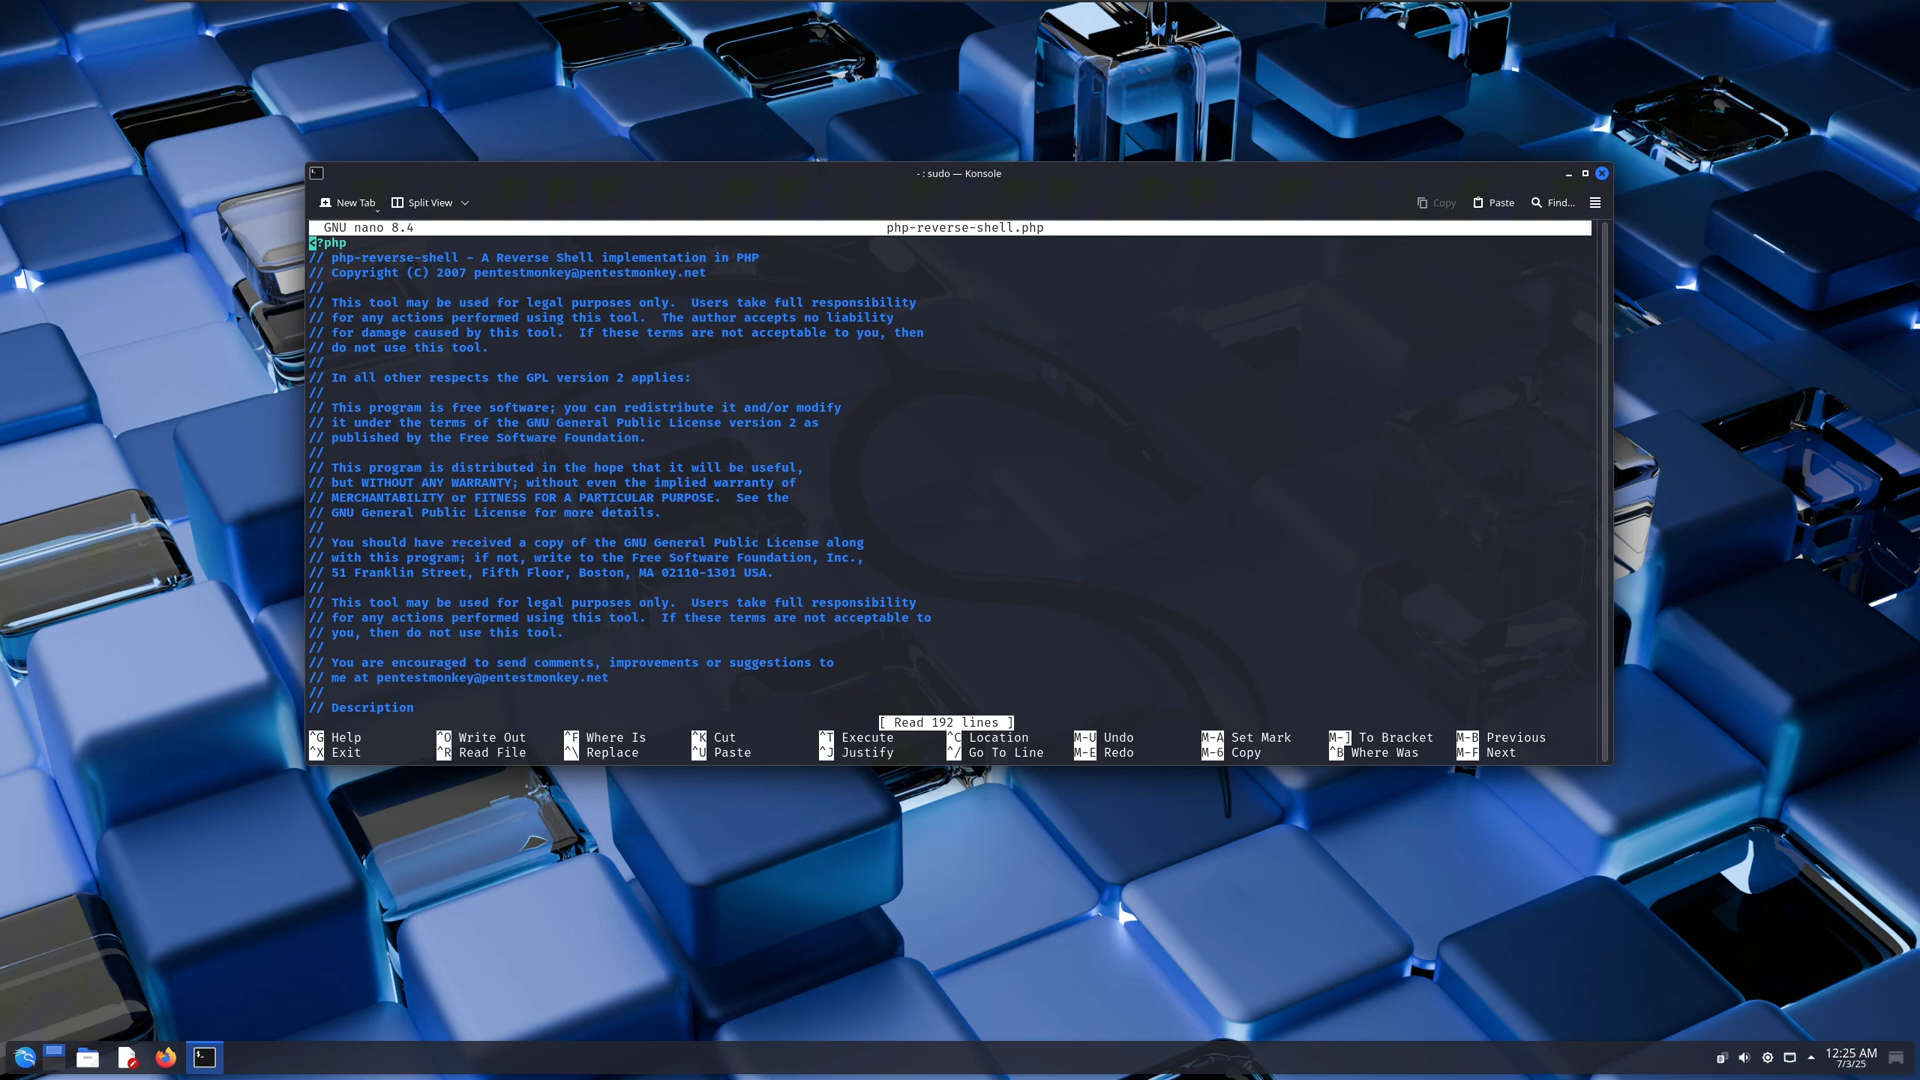 - : sudo — Konsole
New Tab Split View Copy Paste Find...
GNU nano 8.4 php-reverse-shell.php
<?php
// php-reverse-shell - A Reverse Shell implementation in PHP
// Copyright (C) 2007 pentestmonkey@pentestmonkey.net
//
// This tool may be used for legal purposes only.  Users take full responsibility
// for any actions performed using this tool.  The author accepts no liability
// for damage caused by this tool.  If these terms are not acceptable to you, then
// do not use this tool.
//
// In all other respects the GPL version 2 applies:
//
// This program is free software; you can redistribute it and/or modify
// it under the terms of the GNU General Public License version 2 as
// published by the Free Software Foundation.
//
// This program is distributed in the hope that it will be useful,
// but WITHOUT ANY WARRANTY; without even the implied warranty of
// MERCHANTABILITY or FITNESS FOR A PARTICULAR PURPOSE.  See the
// GNU General Public License for more details.
//
// You should have received a copy of the GNU General Public License along
// with this program; if not, write to the Free Software Foundation, Inc.,
// 51 Franklin Street, Fifth Floor, Boston, MA 02110-1301 USA.
//
// This tool may be used for legal purposes only.  Users take full responsibility
// for any actions performed using this tool.  If these terms are not acceptable to
// you, then do not use this tool.
//
// You are encouraged to send comments, improvements or suggestions to
// me at pentestmonkey@pentestmonkey.net
//
// Description
[ Read 192 lines ]
^G Help ^O Write Out ^F Where Is ^K Cut ^T Execute ^C Location M-U Undo M-A Set Mark M-] To Bracket M-B Previous
^X Exit ^R Read File ^\ Replace ^U Paste ^J Justify ^/ Go To Line M-E Redo M-6 Copy ^B Where Was M-F Next
12:25 AM
7/3/25